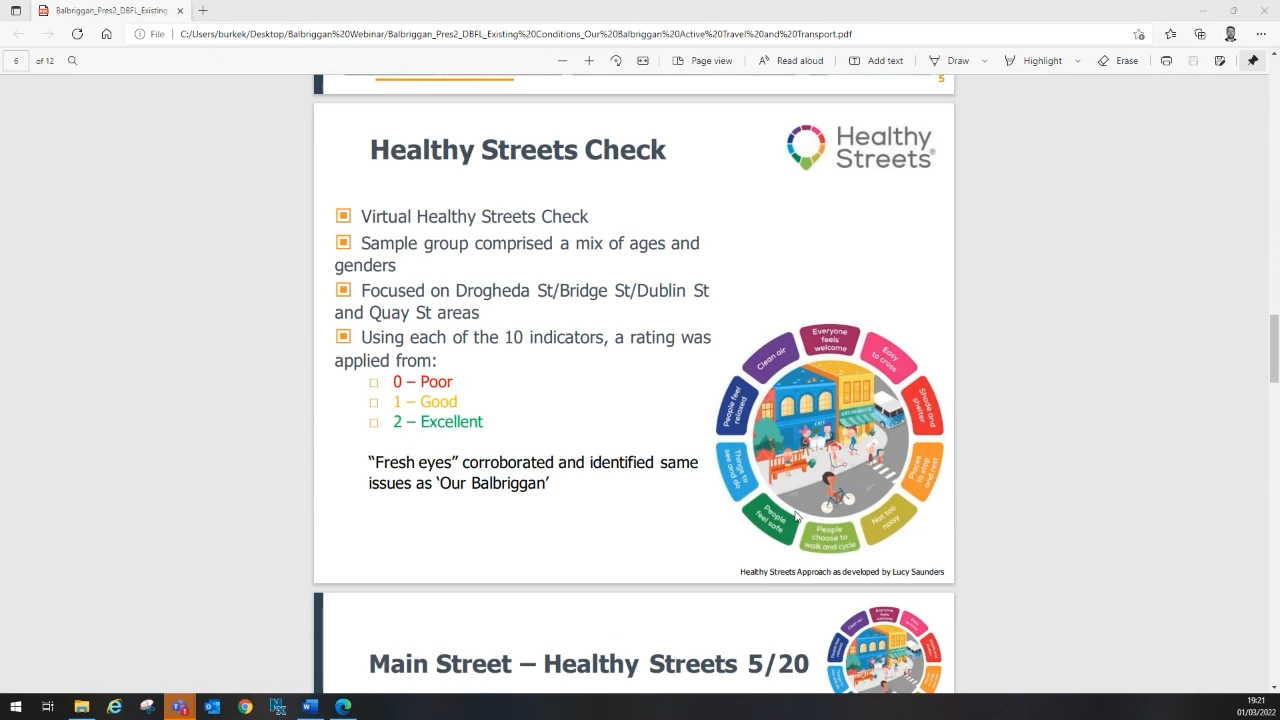 Balbriggan_Pres2_DBFL_Existing
File
C:/Users/burkek/Desktop/Balbriggan%20Webinar/Balbriggan_Pres2_DBFL_Existing%20Conditions_Our%20Balbriggan%20Active%20Travel%20and%20Transport.pdf
6 of 12
Page view
Read aloud
Add text
Draw
Highlight
Erase
5
Healthy Streets Check
Healthy
Streets®
Virtual Healthy Streets Check
Sample group comprised a mix of ages and
genders
Focused on Drogheda St/Bridge St/Dublin St
and Quay St areas
Using each of the 10 indicators, a rating was
applied from:
0 – Poor
1 – Good
2 – Excellent
“Fresh eyes” corroborated and identified same
issues as ‘Our Balbriggan’
Everyone
feels
welcome
Easy
to cross
Shade and
shelter
Places
to stop
and rest
Not too
noisy
People
choose to
walk and cycle
People
feel safe
Things to
see and do
People feel
relaxed
Clean air
Healthy Streets Approach as developed by Lucy Saunders
Main Street – Healthy Streets 5/20
Everyone
feels
welcome
Clean air
19:21
01/03/2022